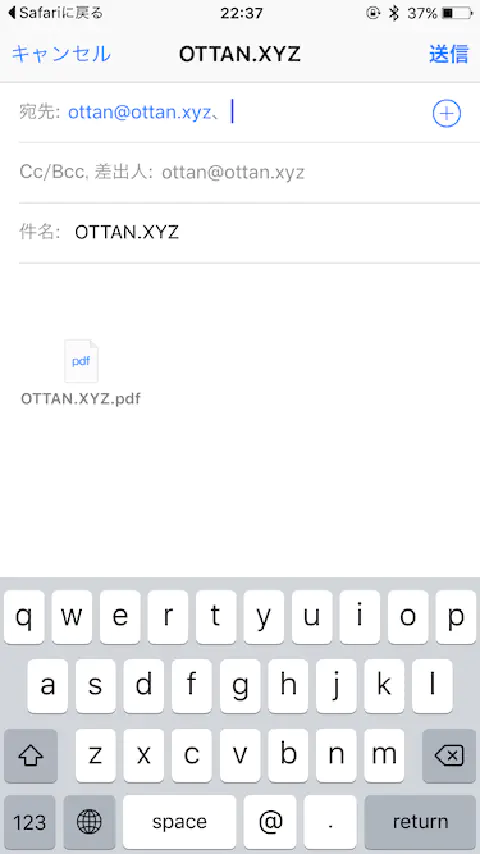 Safariに戻る 22:37 37%
キャンセル OTTAN.XYZ 送信
宛先: ottan@ottan.xyz、
Cc/Bcc, 差出人: ottan@ottan.xyz
件名: OTTAN.XYZ
pdf
OTTAN.XYZ.pdf
q w e r t y u i o p
a s d f g h j k l
z x c v b n m
123 space @ . return